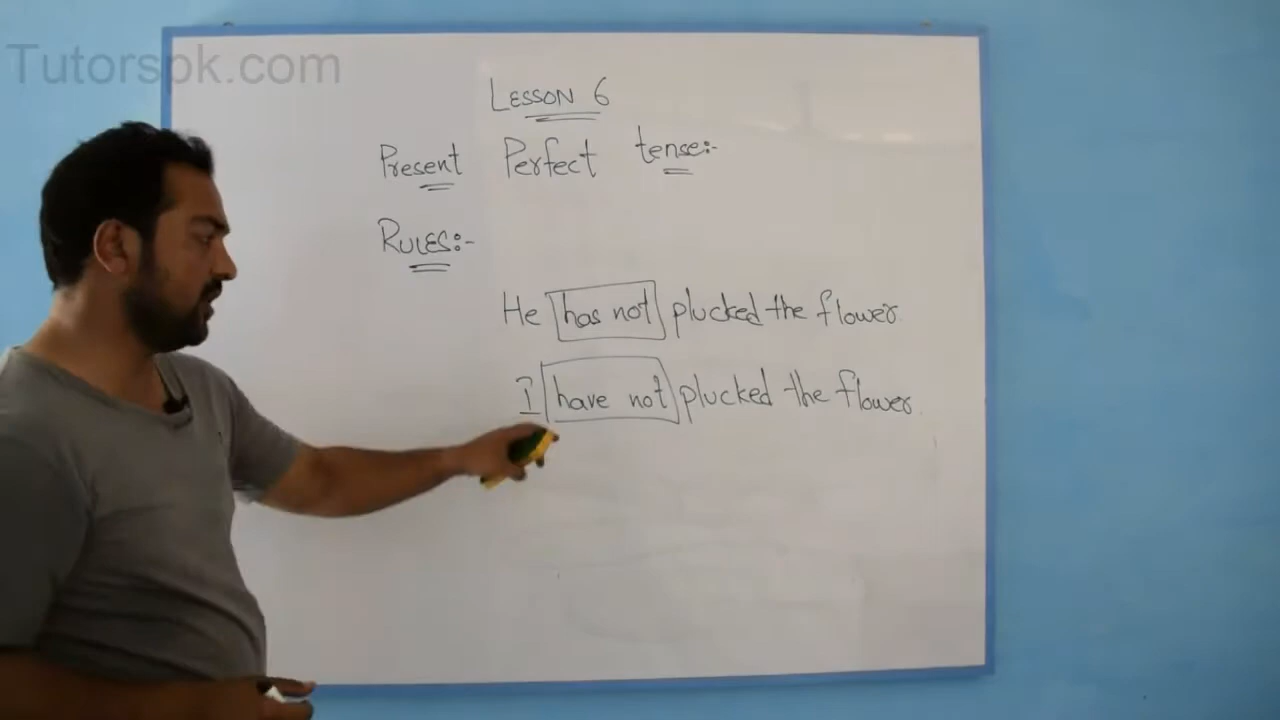 Tutorspk.com
LESSON 6
Present Perfect tense:-
RULES:-
He has not plucked the flower.
I have not plucked the flower.